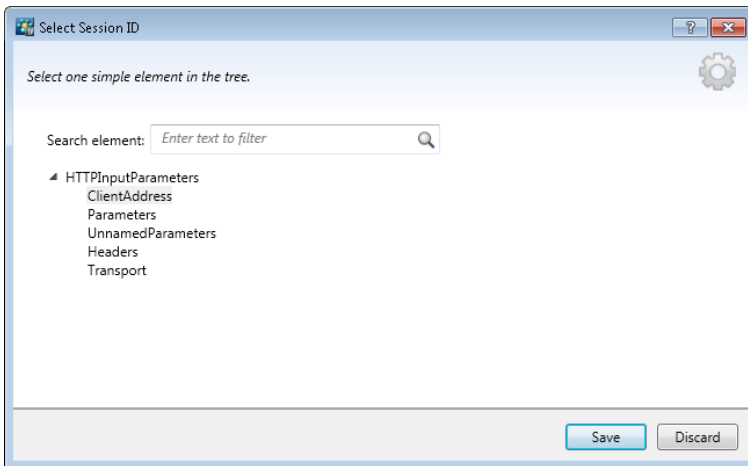 Select Session ID
?
Select one simple element in the tree.
Search element: Enter text to filter
HTTPInputParameters
ClientAddress
Parameters
UnnamedParameters
Headers
Transport
Save Discard